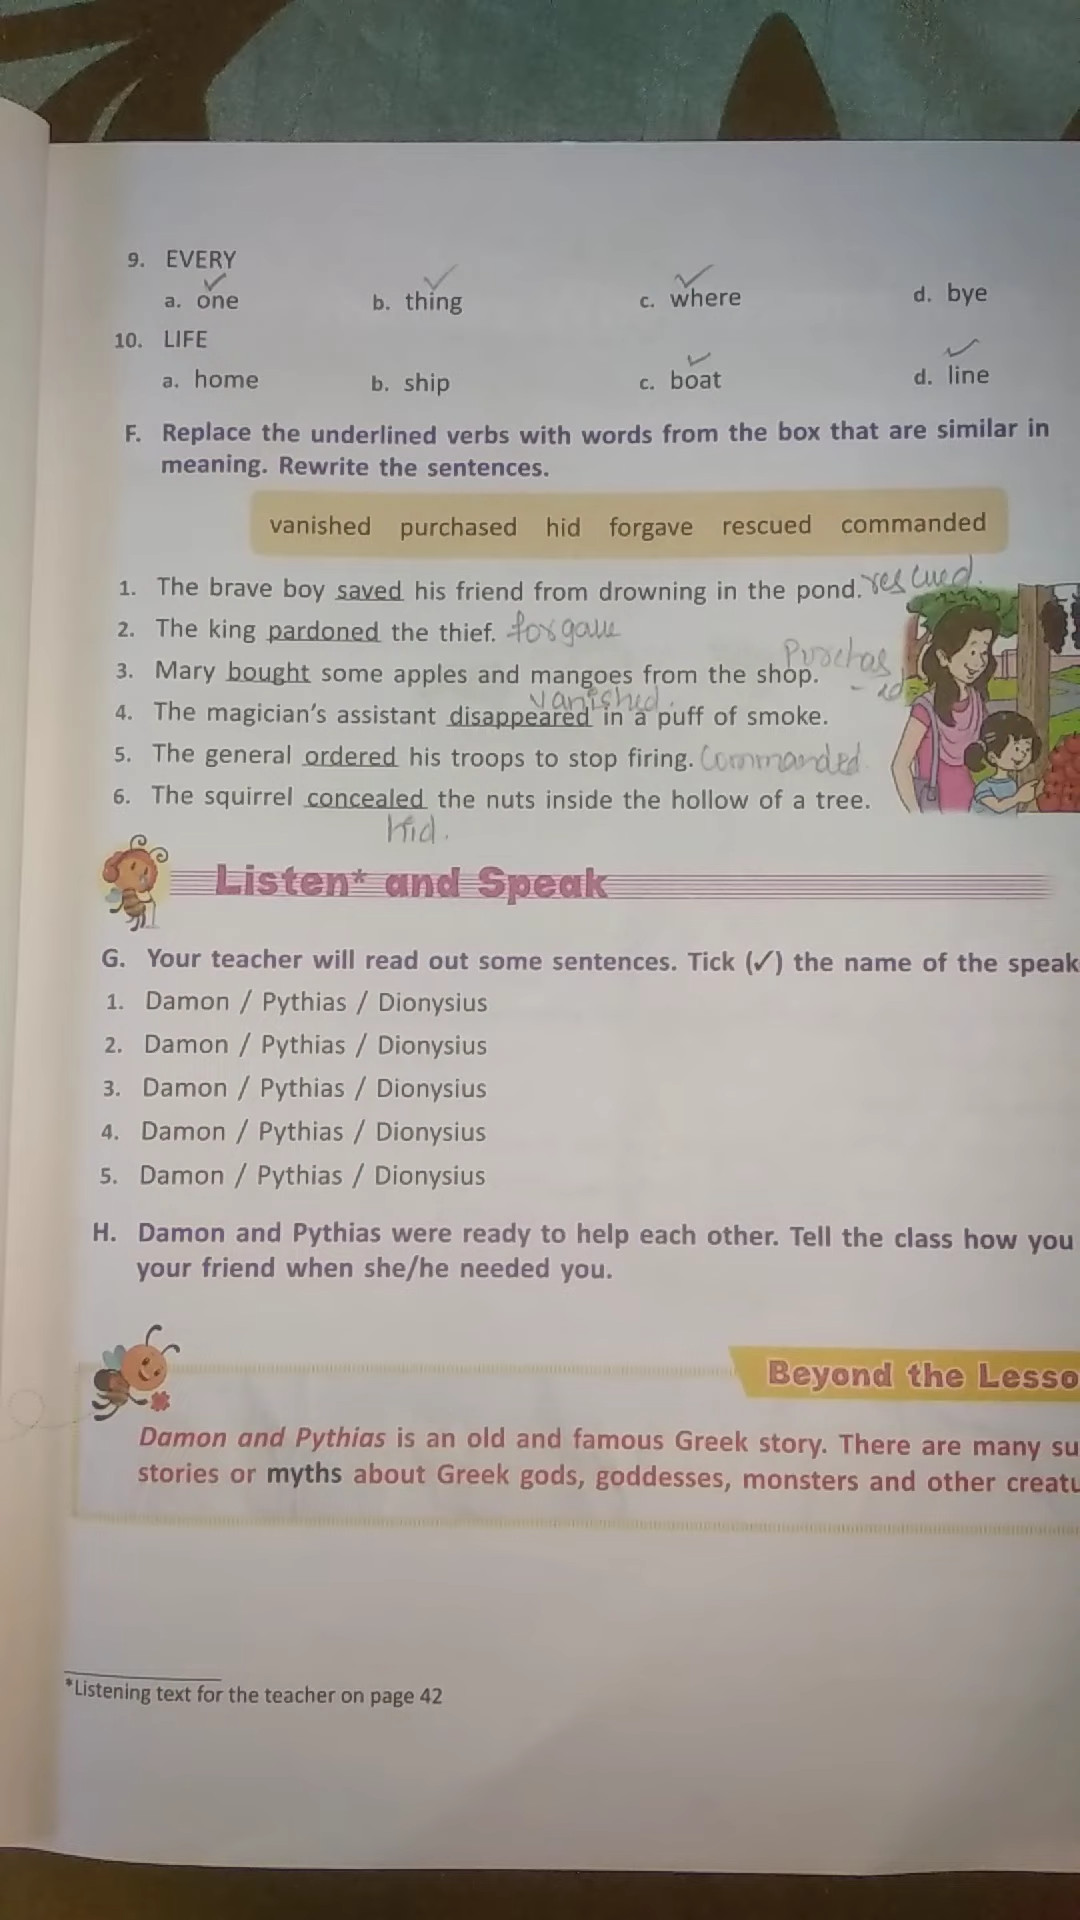 9. EVERY
a. one b. thing c. where d. bye
10. LIFE
a. home b. ship c. boat d. line
F. Replace the underlined verbs with words from the box that are similar in
meaning. Rewrite the sentences.
vanished purchased hid forgave rescued commanded
1. The brave boy saved his friend from drowning in the pond. rescued.
2. The king pardoned the thief. forgave
3. Mary bought some apples and mangoes from the shop. Purchas
-ed
vanished.
4. The magician's assistant disappeared in a puff of smoke.
5. The general ordered his troops to stop firing. Commanded.
6. The squirrel concealed the nuts inside the hollow of a tree.
hid.
Listen* and Speak
G. Your teacher will read out some sentences. Tick (✓) the name of the speak
1. Damon / Pythias / Dionysius
2. Damon / Pythias / Dionysius
3. Damon / Pythias / Dionysius
4. Damon / Pythias / Dionysius
5. Damon / Pythias / Dionysius
H. Damon and Pythias were ready to help each other. Tell the class how you
your friend when she/he needed you.
Beyond the Lesso
Damon and Pythias is an old and famous Greek story. There are many su
stories or myths about Greek gods, goddesses, monsters and other creatu
*Listening text for the teacher on page 42